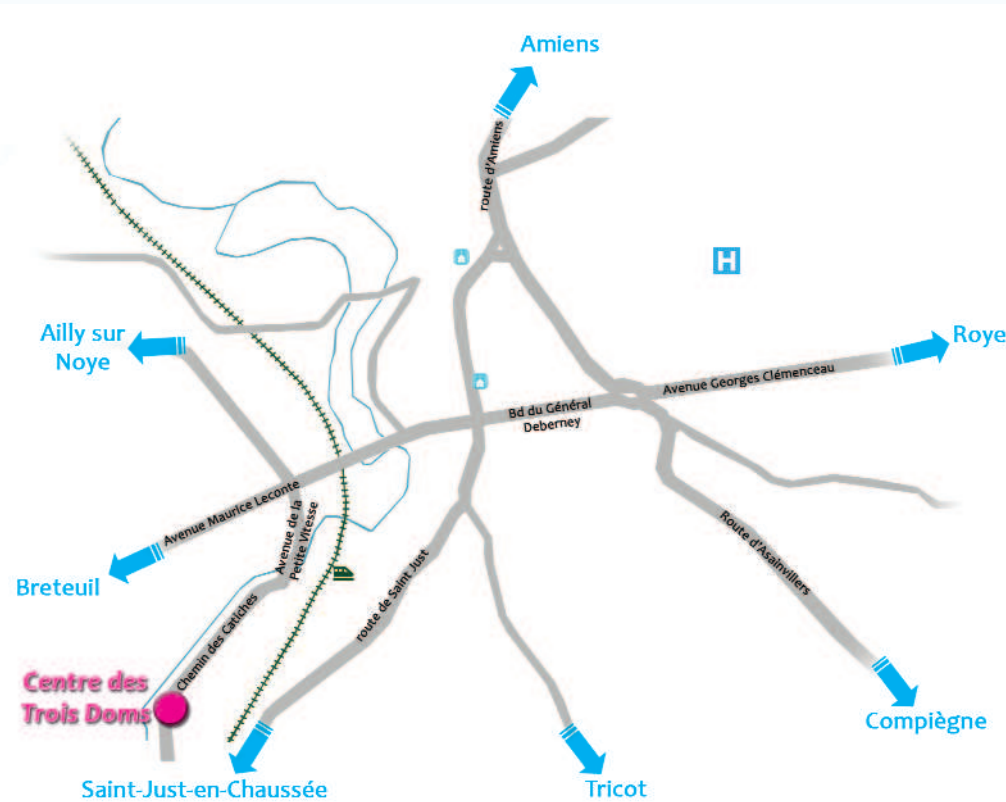 Amiens
route d'Amiens
H
Ailly sur
Noye
Roye
Avenue Georges Clémenceau
Bd du Général
Deberney
Avenue Maurice Leconte
Avenue de la
Petite Vitesse
Route d'Asainvillers
route de Saint Just
Breteuil
Chemin des Catiches
Centre des
Trois Doms
Compiègne
Saint-Just-en-Chaussée
Tricot